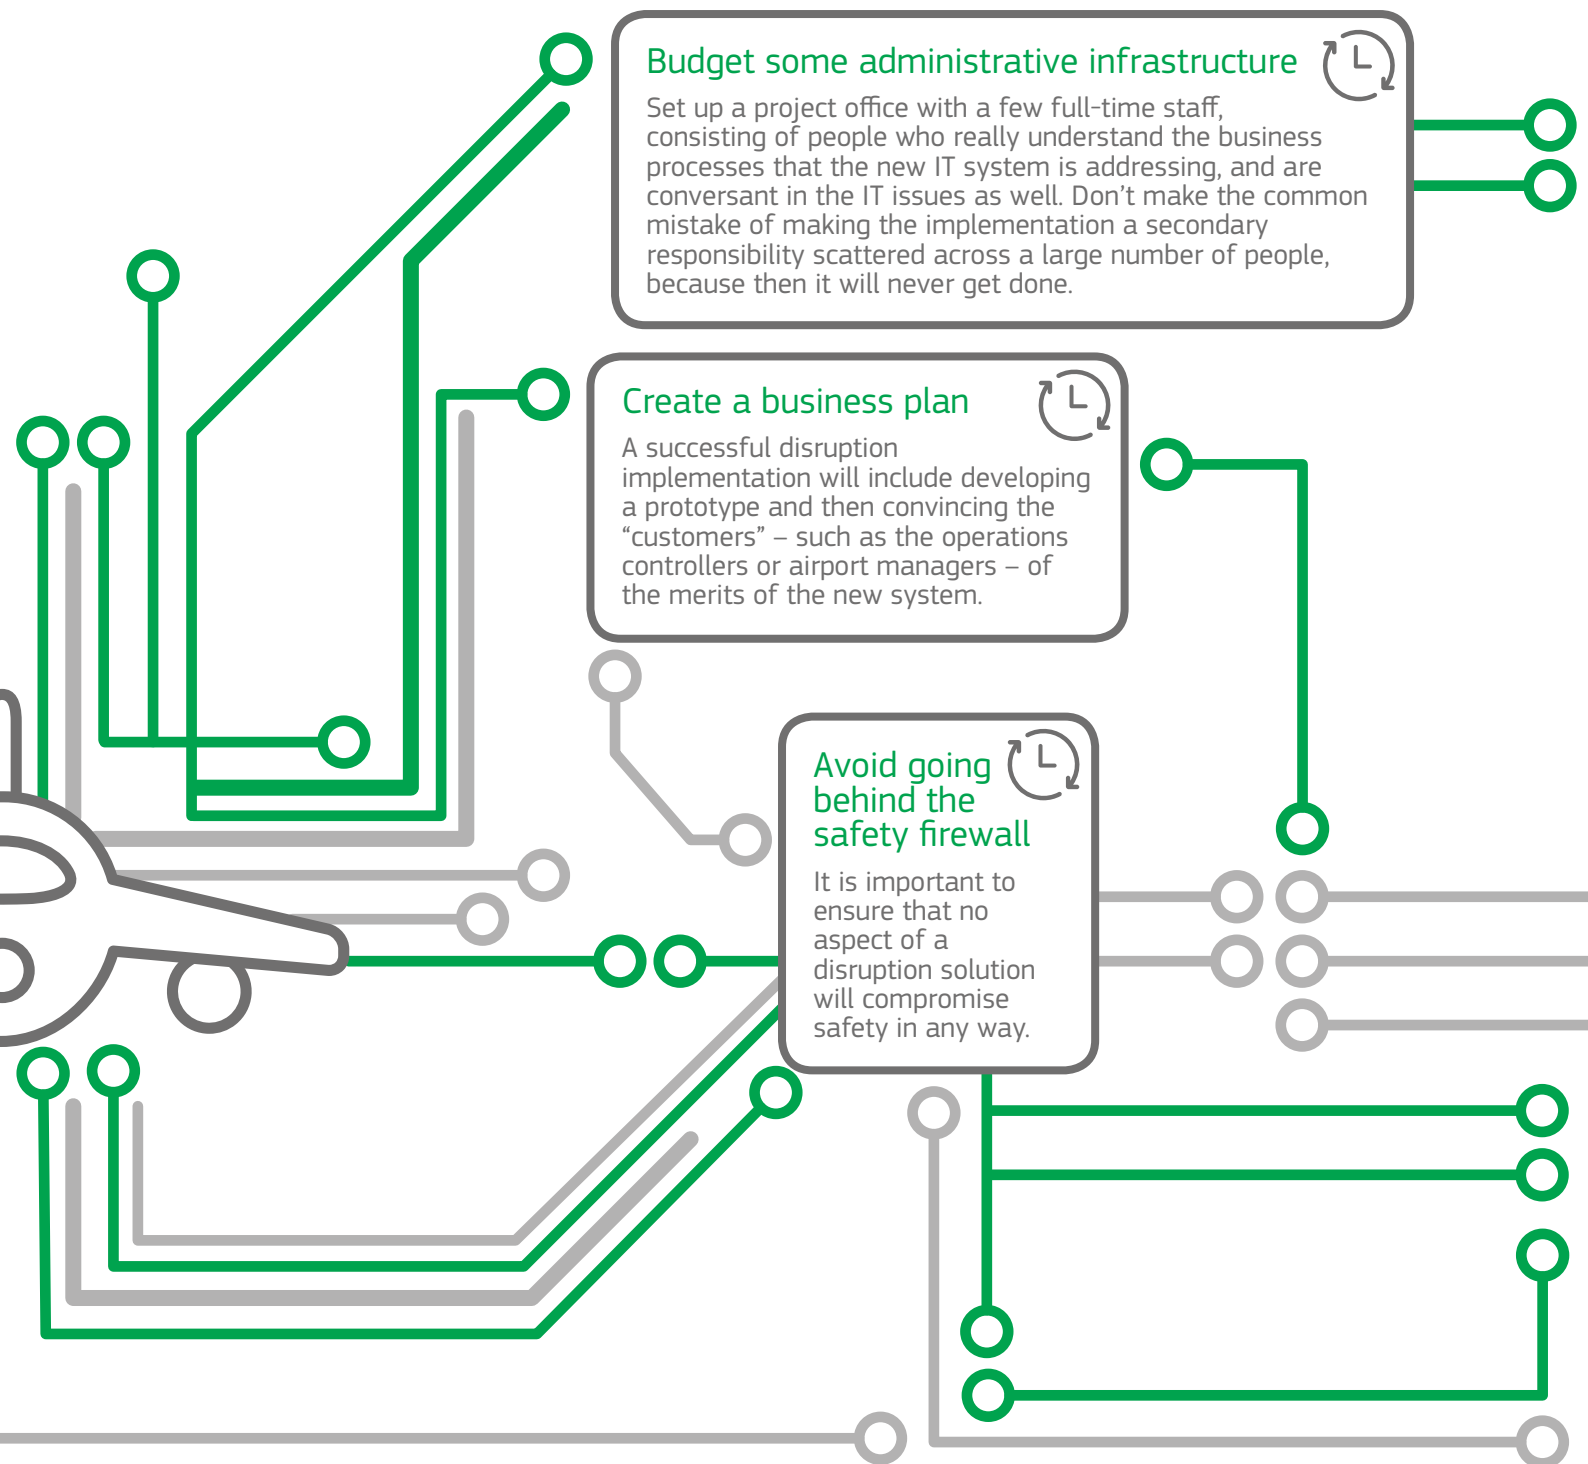 Budget some administrative infrastructure
Set up a project office with a few full-time staff,
consisting of people who really understand the business
processes that the new IT system is addressing, and are
conversant in the IT issues as well. Don’t make the common
mistake of making the implementation a secondary
responsibility scattered across a large number of people,
because then it will never get done.
Create a business plan
A successful disruption
implementation will include developing
a prototype and then convincing the
“customers” – such as the operations
controllers or airport managers – of
the merits of the new system.
Avoid going
behind the
safety firewall
It is important to
ensure that no
aspect of a
disruption solution
will compromise
safety in any way.